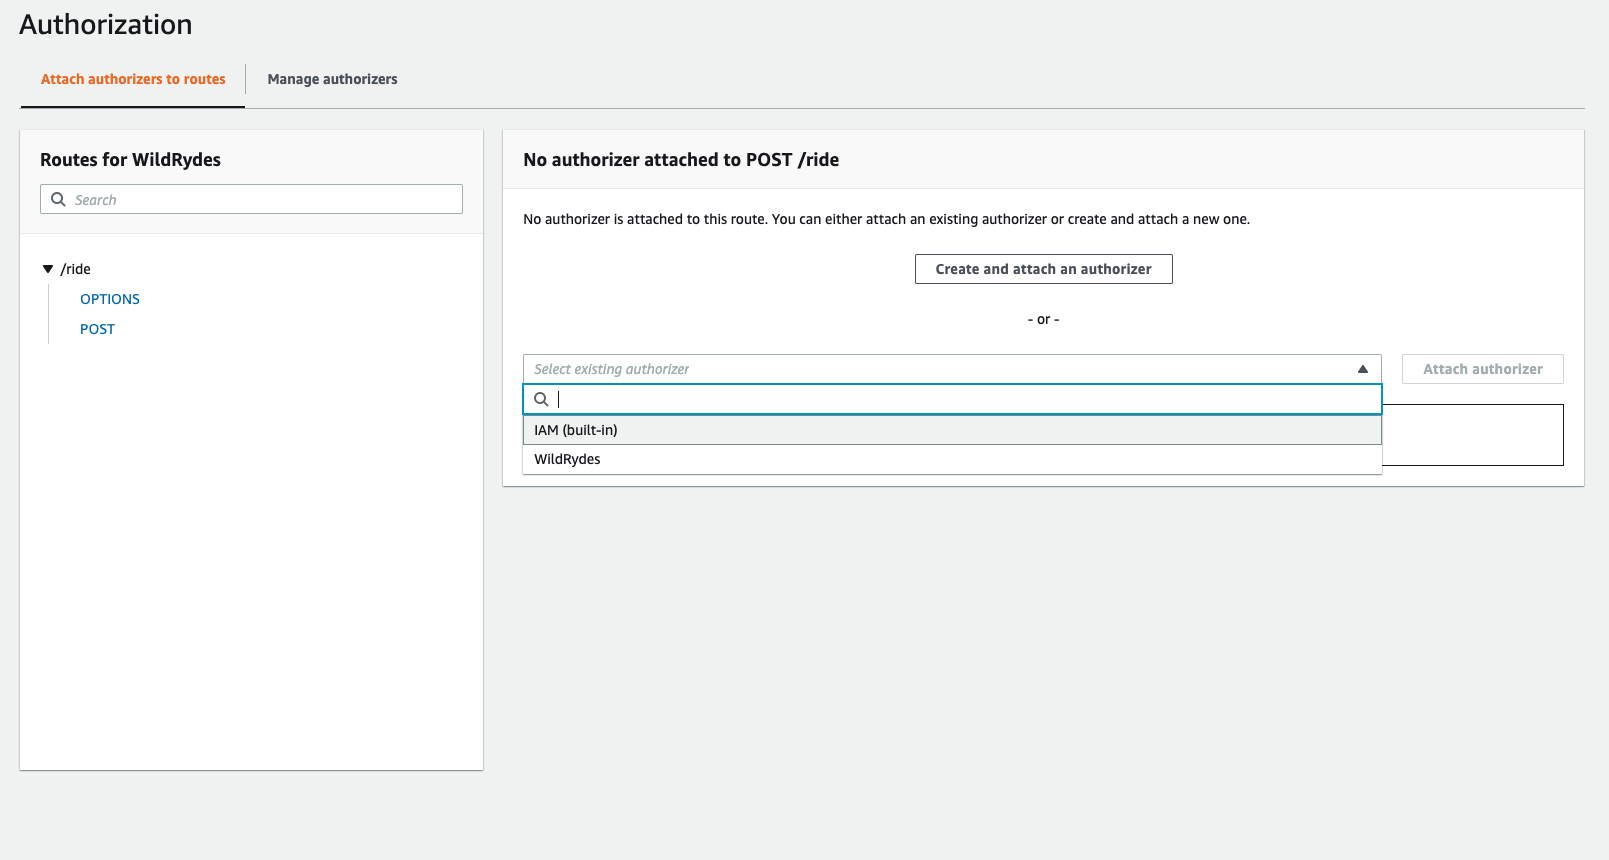 Authorization
Attach authorizers to routes
Manage authorizers
Routes for WildRydes
Search
/ride
OPTIONS
POST
No authorizer attached to POST /ride
No authorizer is attached to this route. You can either attach an existing authorizer or create and attach a new one.
Create and attach an authorizer
- or -
Select existing authorizer
Attach authorizer
IAM (built-in)
WildRydes